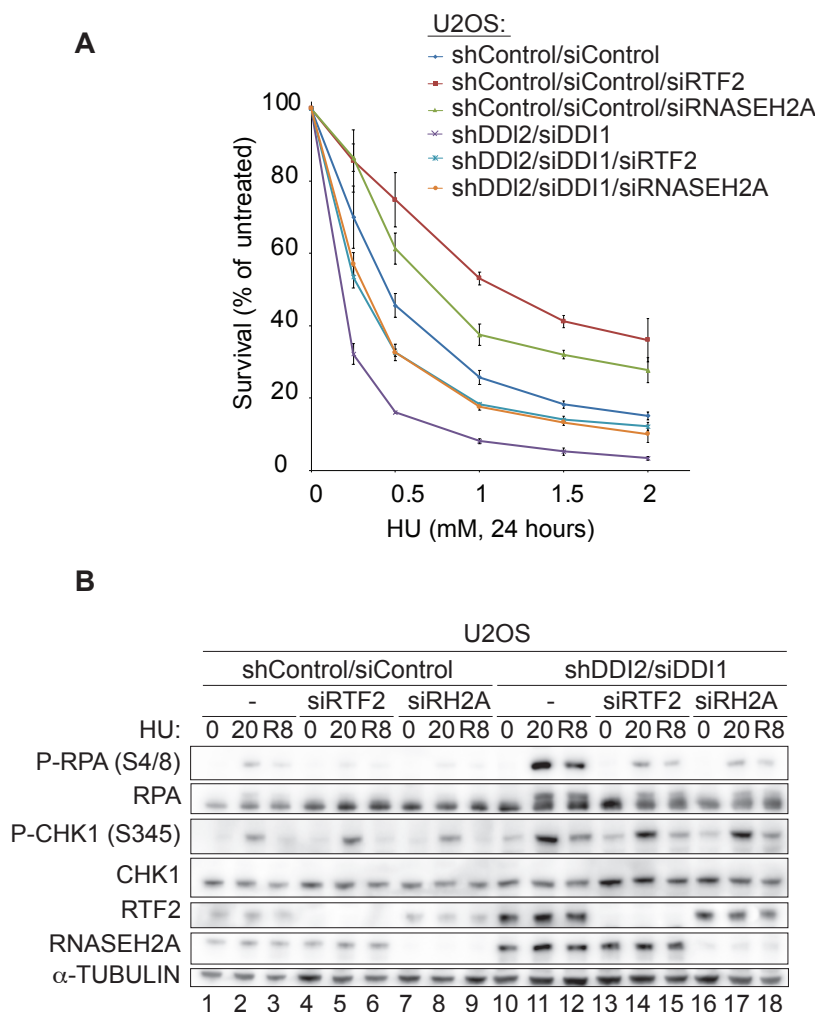 A
U2OS:
shControl/siControl
shControl/siControl/siRTF2
shControl/siControl/siRNASEH2A
shDDI2/siDDI1
shDDI2/siDDI1/siRTF2
shDDI2/siDDI1/siRNASEH2A
Survival (% of untreated)
100
80
60
40
20
0
0 0.5 1 1.5 2
HU (mM, 24 hours)
B
U2OS
shControl/siControl shDDI2/siDDI1
- siRTF2 siRH2A - siRTF2 siRH2A
HU: 0 20 R8 0 20 R8 0 20 R8 0 20 R8 0 20 R8 0 20 R8
P-RPA (S4/8)
RPA
P-CHK1 (S345)
CHK1
RTF2
RNASEH2A
α-TUBULIN
1 2 3 4 5 6 7 8 9 10 11 12 13 14 15 16 17 18